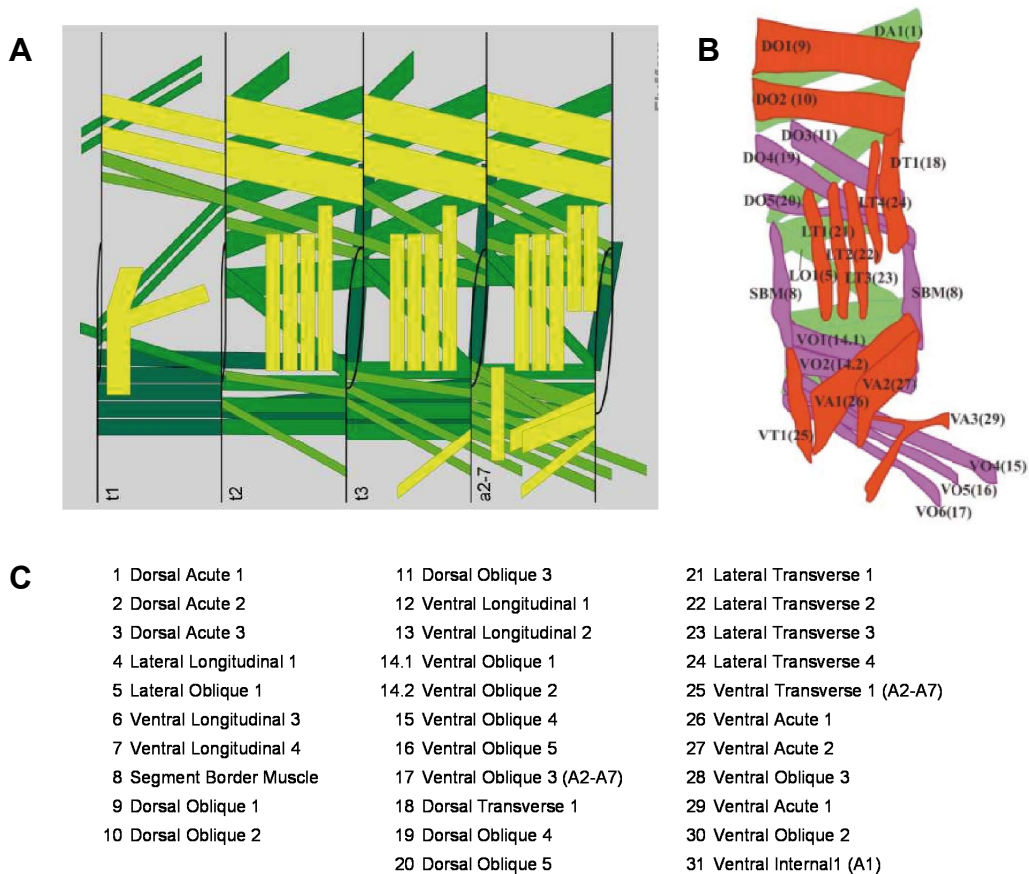 A
t1
t2
t3
a2-7
B
DA1(1)
DO1(9)
DO2 (10)
DO3(11)
DO4(19)
DT1(18)
DO5(20)
LT4(24)
LT1(21)
LT2(22)
LO1(5)
LT3(23)
SBM(8)
SBM(8)
VO1(14.1)
VO2(14.2)
VA2(27)
VA1(26)
VA3(29)
VT1(25)
VO4(15)
VO5(16)
VO6(17)
C
1 Dorsal Acute 1
2 Dorsal Acute 2
3 Dorsal Acute 3
4 Lateral Longitudinal 1
5 Lateral Oblique 1
6 Ventral Longitudinal 3
7 Ventral Longitudinal 4
8 Segment Border Muscle
9 Dorsal Oblique 1
10 Dorsal Oblique 2
11 Dorsal Oblique 3
12 Ventral Longitudinal 1
13 Ventral Longitudinal 2
14.1 Ventral Oblique 1
14.2 Ventral Oblique 2
15 Ventral Oblique 4
16 Ventral Oblique 5
17 Ventral Oblique 3 (A2-A7)
18 Dorsal Transverse 1
19 Dorsal Oblique 4
20 Dorsal Oblique 5
21 Lateral Transverse 1
22 Lateral Transverse 2
23 Lateral Transverse 3
24 Lateral Transverse 4
25 Ventral Transverse 1 (A2-A7)
26 Ventral Acute 1
27 Ventral Acute 2
28 Ventral Oblique 3
29 Ventral Acute 1
30 Ventral Oblique 2
31 Ventral Internal1 (A1)